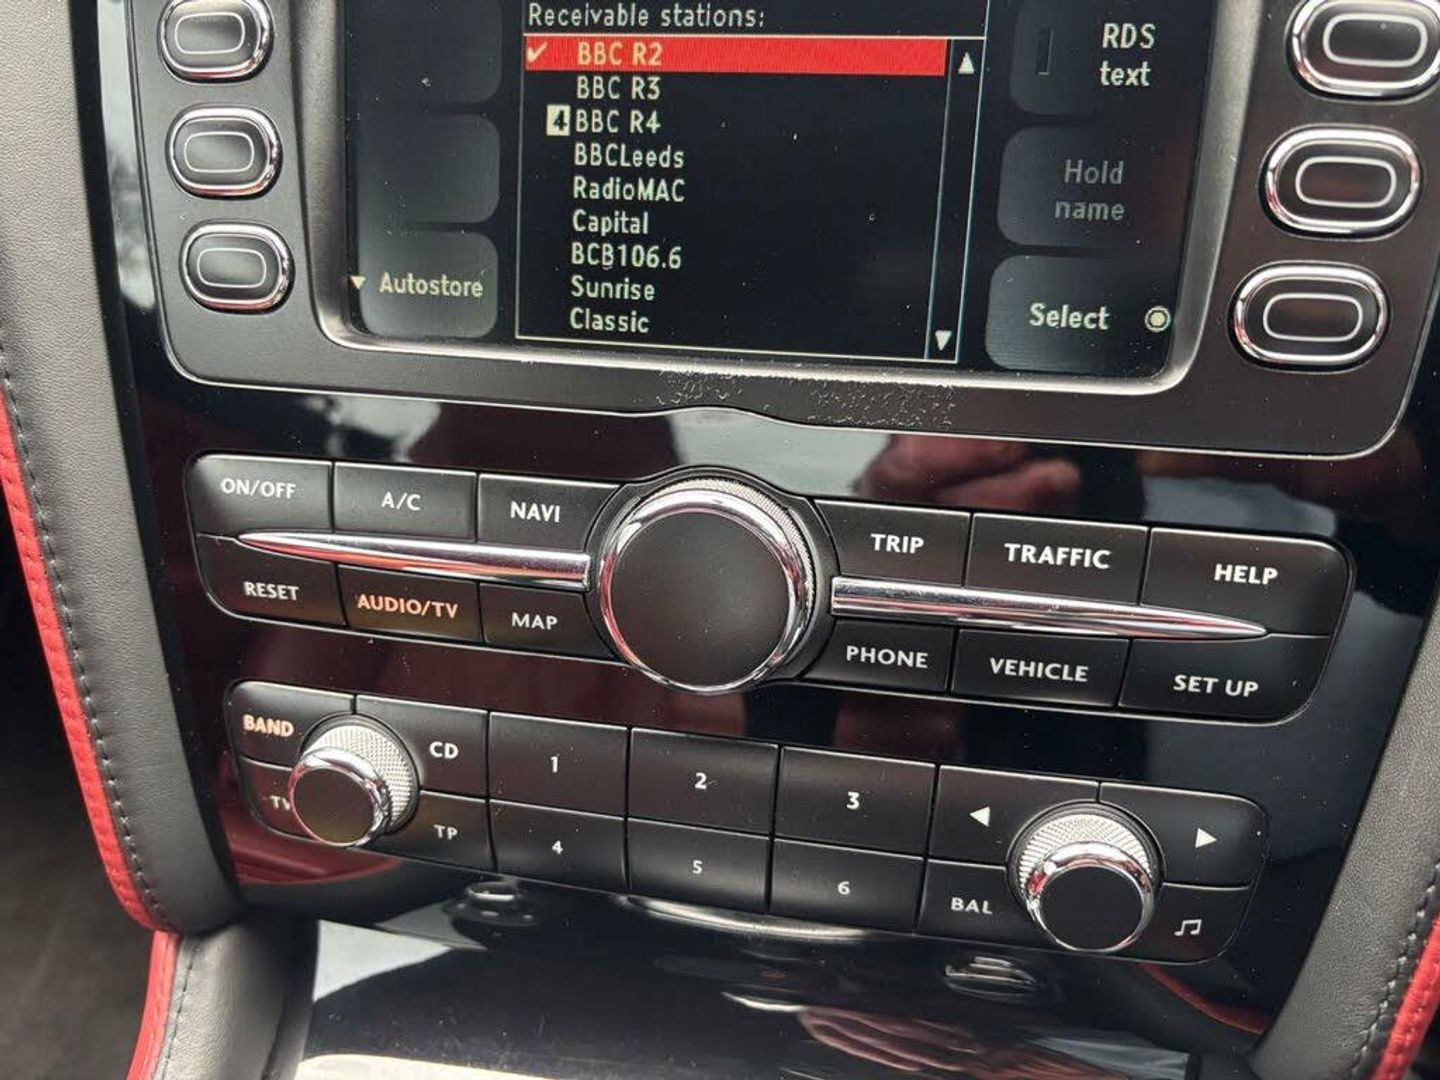 Receivable stations:
✔ BBC R2
BBC R3
4 BBC R4
BBCLeeds
RadioMAC
Capital
BCB106.6
Sunrise
Classic
RDS
text
Hold
name
Select
▼ Autostore
ON/OFF A/C NAVI TRIP TRAFFIC HELP
RESET AUDIO/TV MAP PHONE VEHICLE SET UP
BAND CD 1 2 3 ◀ ▶
TV TP 4 5 6 BAL ♫